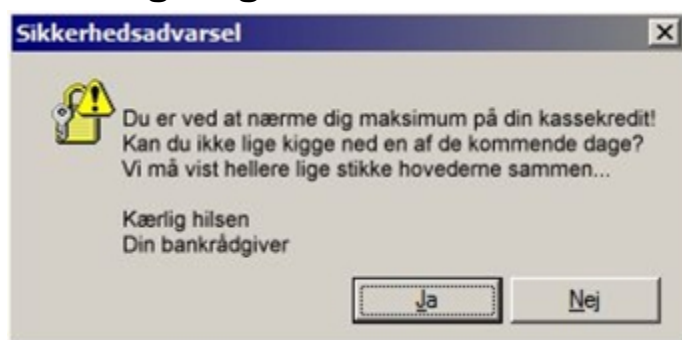 Sikkerhedsadvarsel
Du er ved at nærme dig maksimum på din kassekredit!
Kan du ikke lige kigge ned en af de kommende dage?
Vi må vist hellere lige stikke hovederne sammen...
Kærlig hilsen
Din bankrådgiver
Ja
Nej